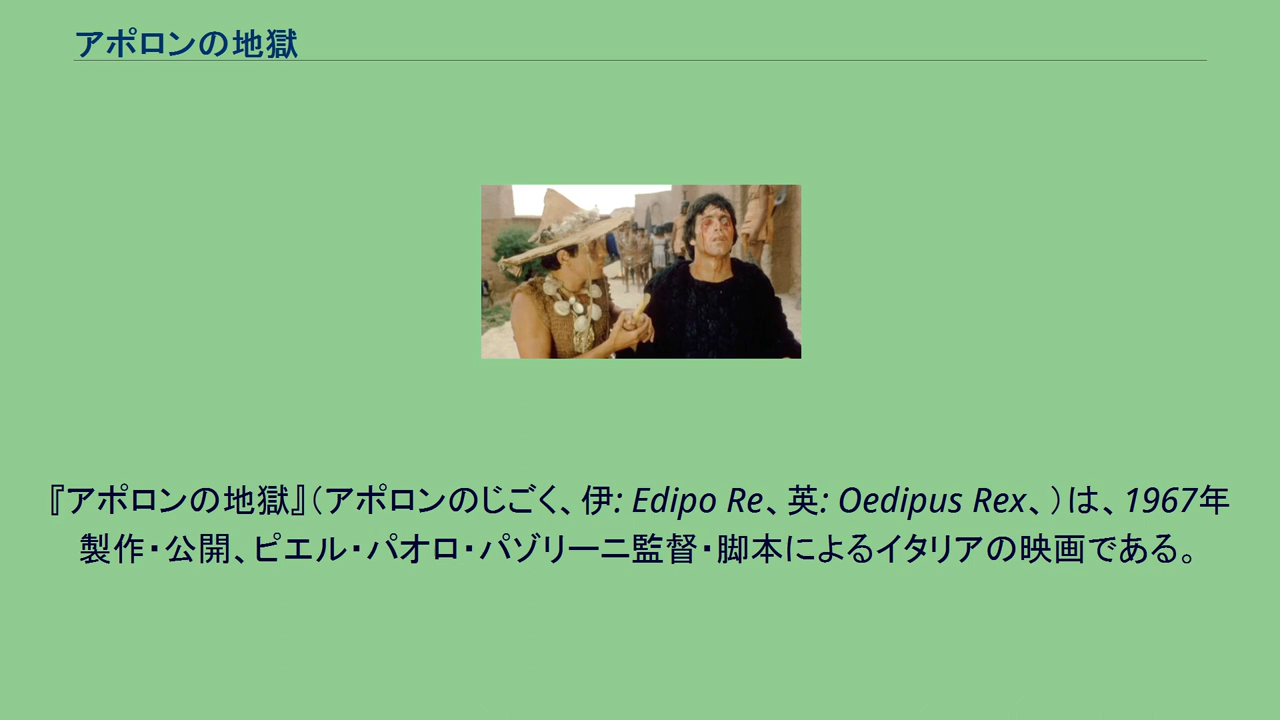 アポロンの地獄
『アポロンの地獄』（アポロンのじごく、伊: Edipo Re、英: Oedipus Rex、）は、1967年
製作・公開、ピエル・パオロ・パゾリーニ監督・脚本によるイタリアの映画である。